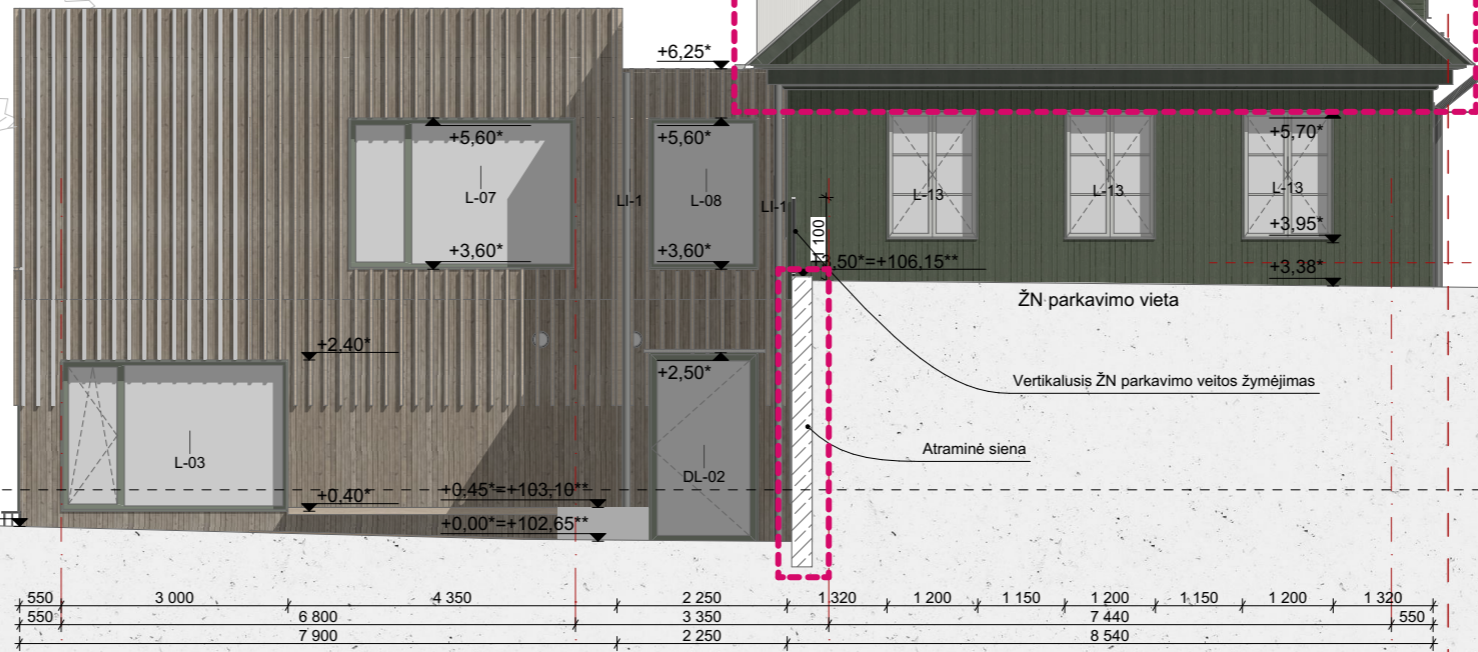 +6,25*
+5,60*
+5,60*
+5,70*
L-07
LI-1
L-08
LI-1
L-13
L-13
L-13
+3,60*
+3,60*
100
+3,95*
+3,50*=+106,15**
+3,38*
ŽN parkavimo vieta
+2,40*
+2,50*
Vertikalusis ŽN parkavimo veitos žymėjimas
Atraminė siena
L-03
DL-02
+0,40*
+0,45*=+103,10**
+0,00*=+102,65**
550 3 000 4 350 2 250 1 320 1 200 1 150 1 200 1 150 1 200 1 320
550 6 800 3 350 7 440 550
7 900 2 250 8 540